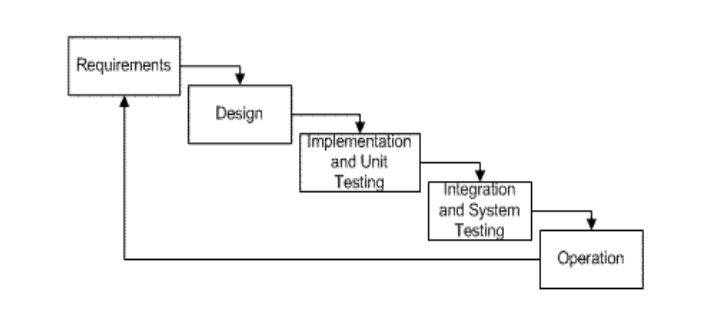 Requirements
Design
Implementation
and Unit
Testing
Integration
and System
Testing
Operation